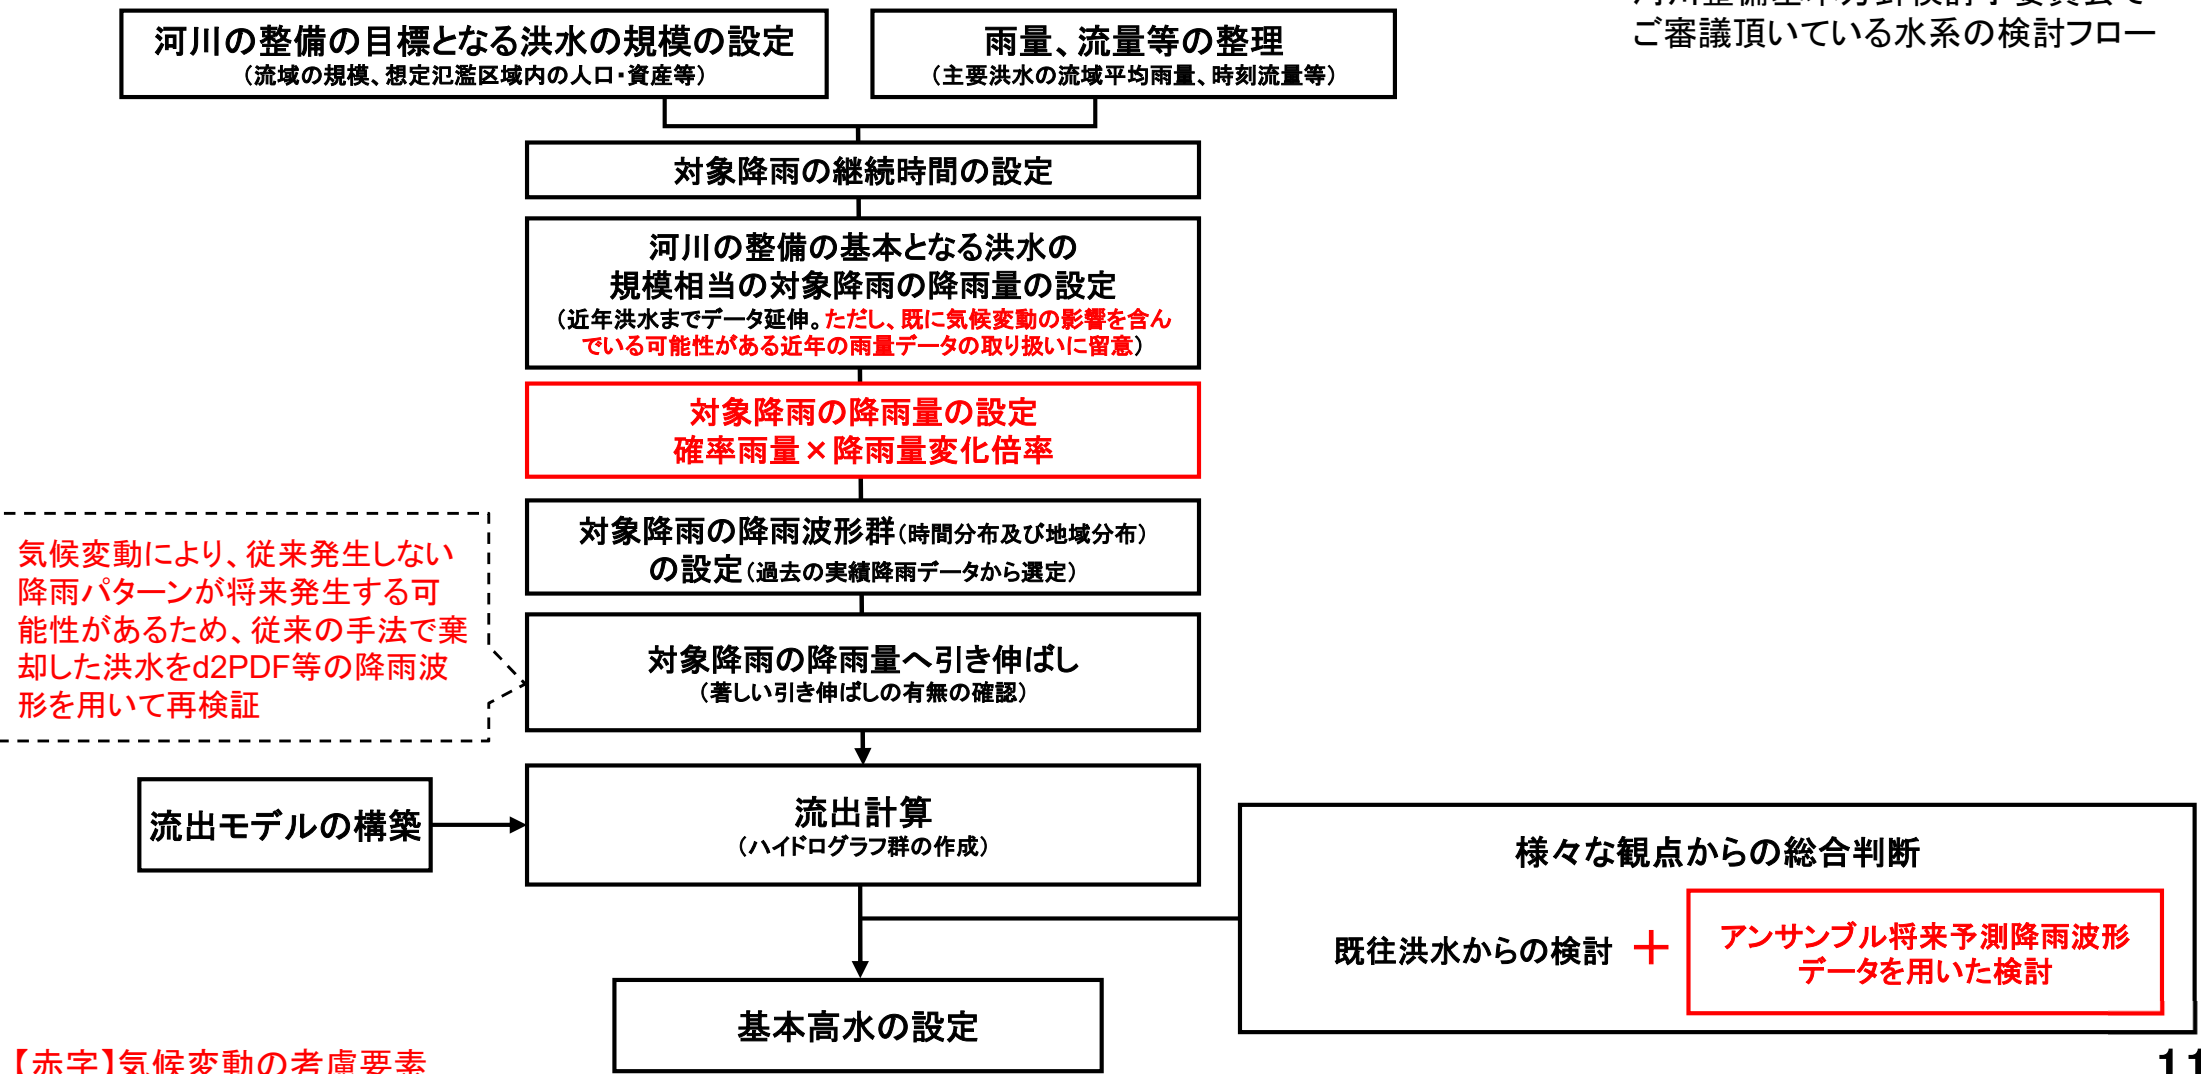 ご審議頂いている水系の検討フロー
河川の整備の目標となる洪水の規模の設定
（流域の規模、想定氾濫区域内の人口・資産等）
雨量、流量等の整理
（主要洪水の流域平均雨量、時刻流量等）
対象降雨の継続時間の設定
河川の整備の基本となる洪水の
規模相当の対象降雨の降雨量の設定
（近年洪水までデータ延伸。ただし、既に気候変動の影響を含ん
でいる可能性がある近年の雨量データの取り扱いに留意）
対象降雨の降雨量の設定
確率雨量×降雨量変化倍率
対象降雨の降雨波形群（時間分布及び地域分布）
の設定（過去の実績降雨データから選定）
気候変動により、従来発生しない
降雨パターンが将来発生する可
能性があるため、従来の手法で棄
却した洪水をd2PDF等の降雨波
形を用いて再検証
対象降雨の降雨量へ引き伸ばし
（著しい引き伸ばしの有無の確認）
流出モデルの構築
流出計算
（ハイドログラフ群の作成）
様々な観点からの総合判断
既往洪水からの検討 ＋
アンサンブル将来予測降雨波形
データを用いた検討
基本高水の設定
【赤字】気候変動の考慮要素
11